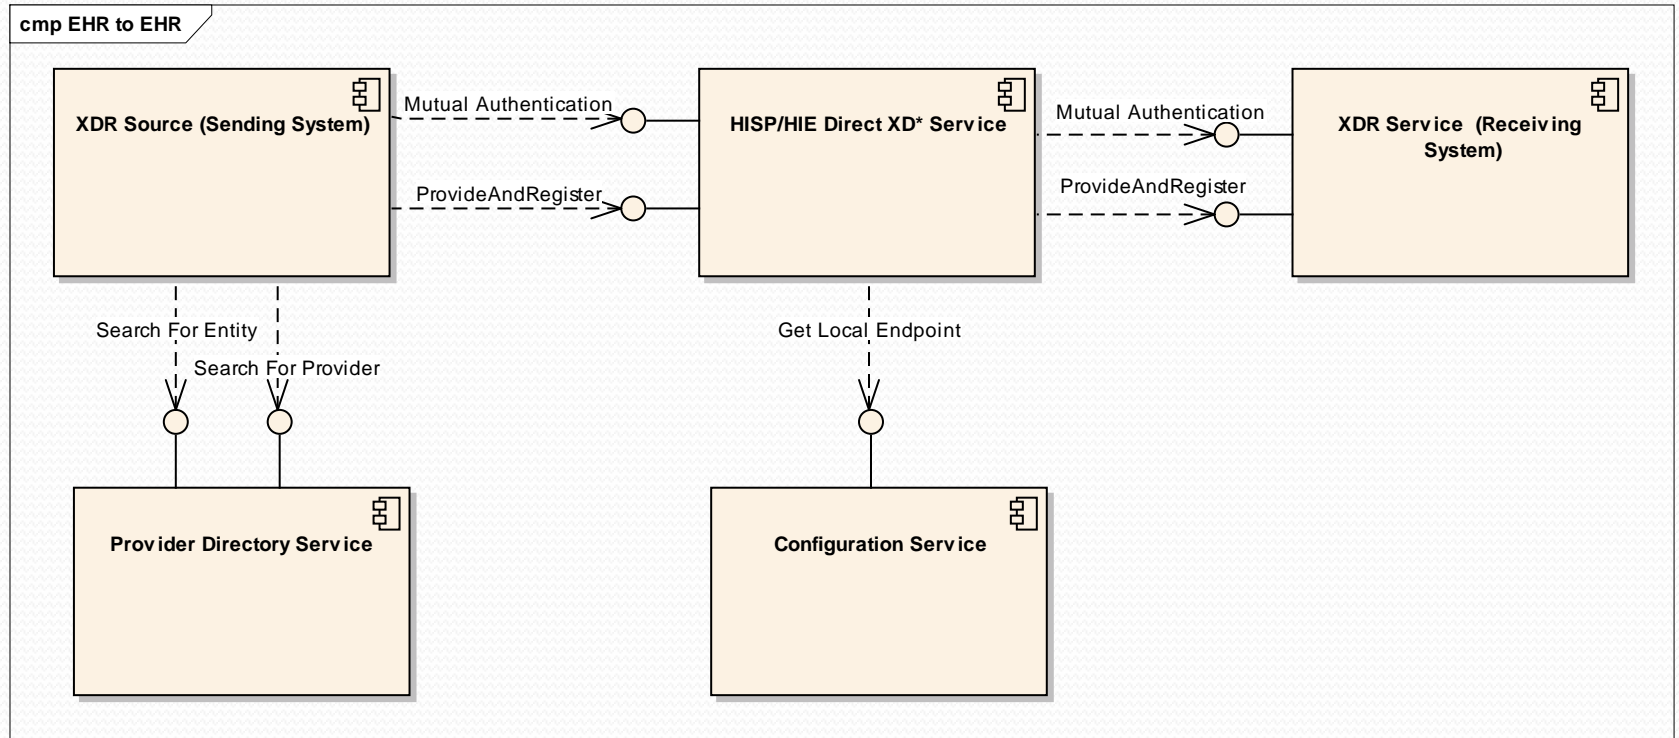 cmp EHR to EHR
XDR Source (Sending System)
Mutual Authentication
ProvideAndRegister
HISP/HIE Direct XD* Service
Mutual Authentication
ProvideAndRegister
XDR Service (Receiving
System)
Search For Entity
Search For Provider
Get Local Endpoint
Provider Directory Service
Configuration Service